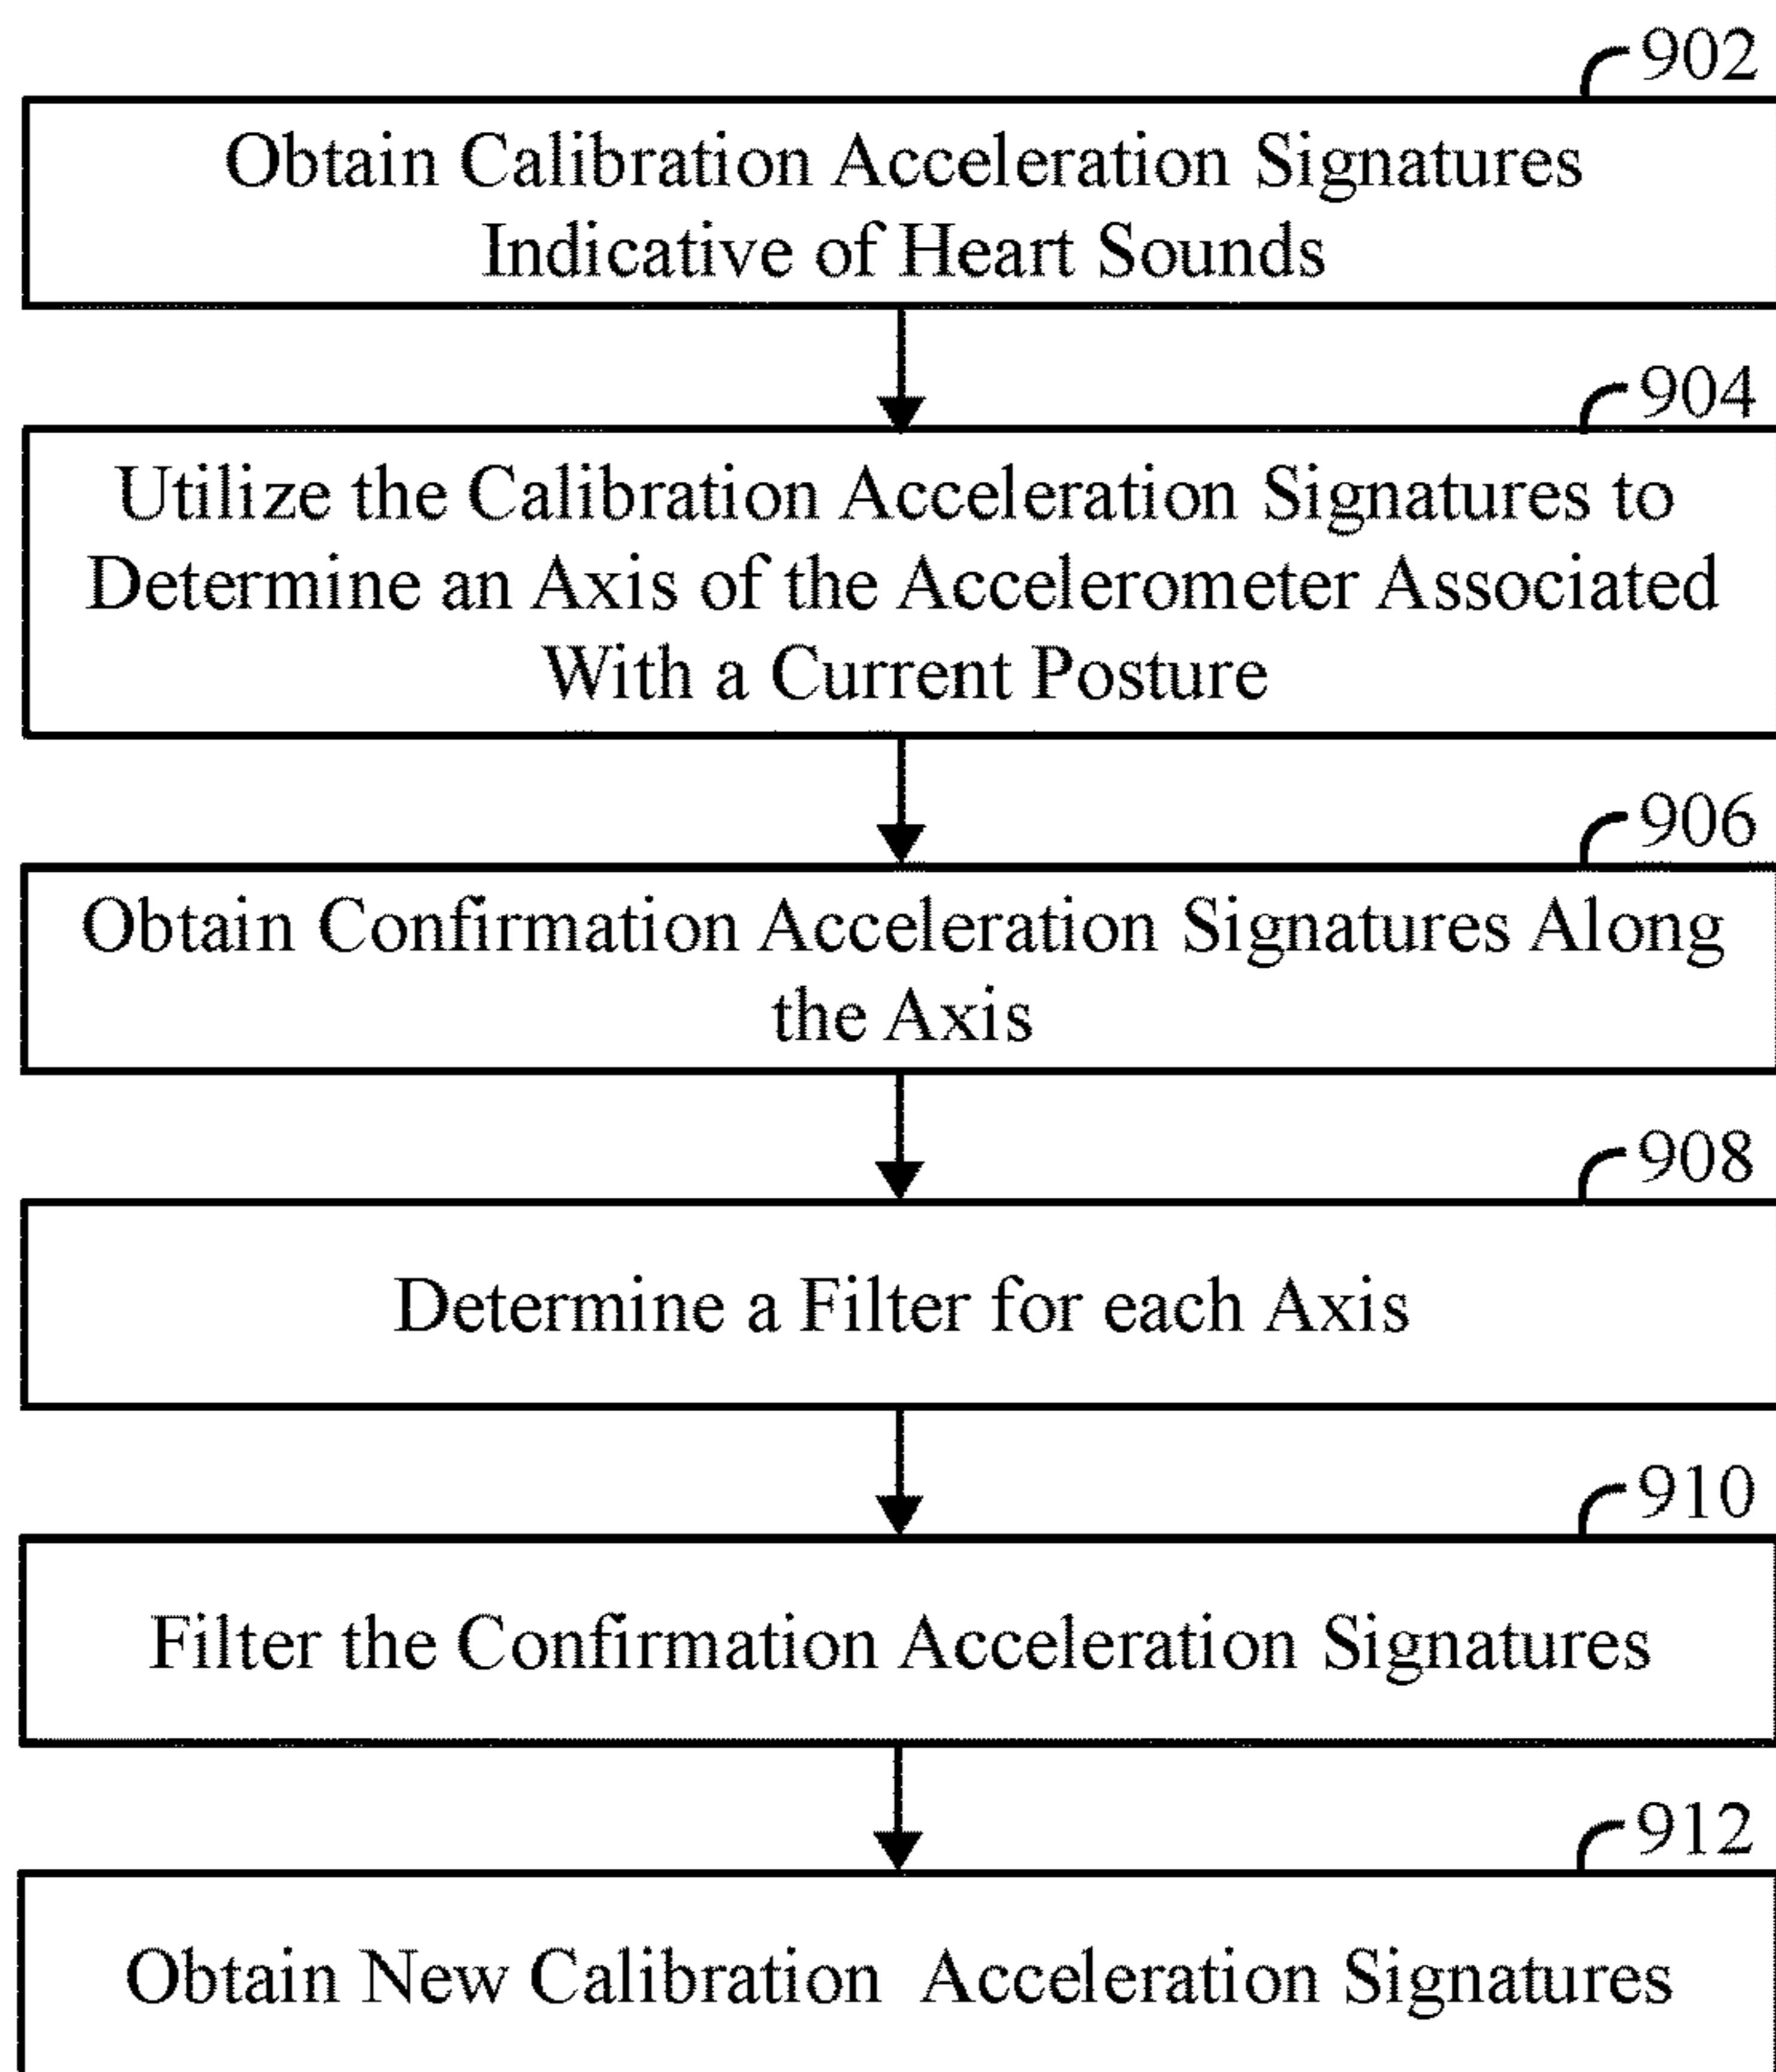 902
Obtain Calibration Acceleration Signatures
Indicative of Heart Sounds
904
Utilize the Calibration Acceleration Signatures to
Determine an Axis of the Accelerometer Associated
With a Current Posture
906
Obtain Confirmation Acceleration Signatures Along
the Axis
908
Determine a Filter for each Axis
910
Filter the Confirmation Acceleration Signatures
912
Obtain New Calibration Acceleration Signatures